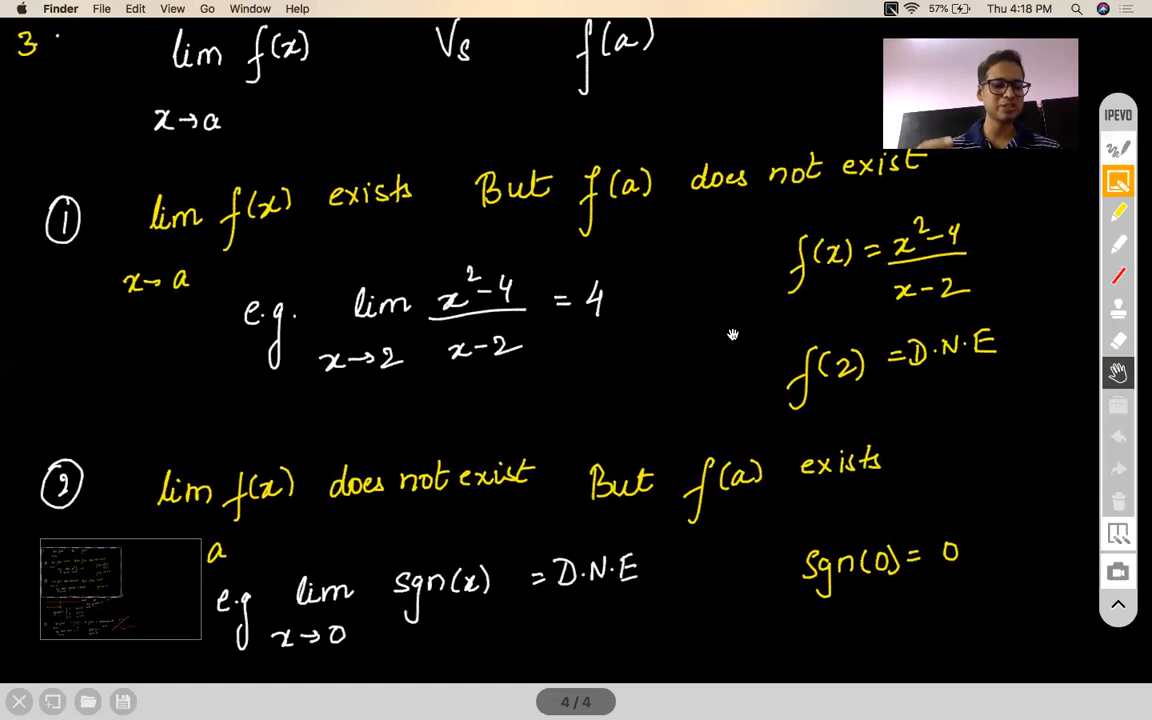 Finder File Edit View Go Window Help 57% Thu 4:18 PM
3.
lim f(x) Vs f(a)
x→a
IPEVO
① lim f(x) exists But f(a) does not exist
x→a
f(x) = x²-4 / x-2
e.g. lim x²-4 / x-2 = 4
x→2
f(2) = D.N.E
② lim f(x) does not exist But f(a) exists
a
e.g lim sgn(x) = D.N.E sgn(0) = 0
x→0
4/4